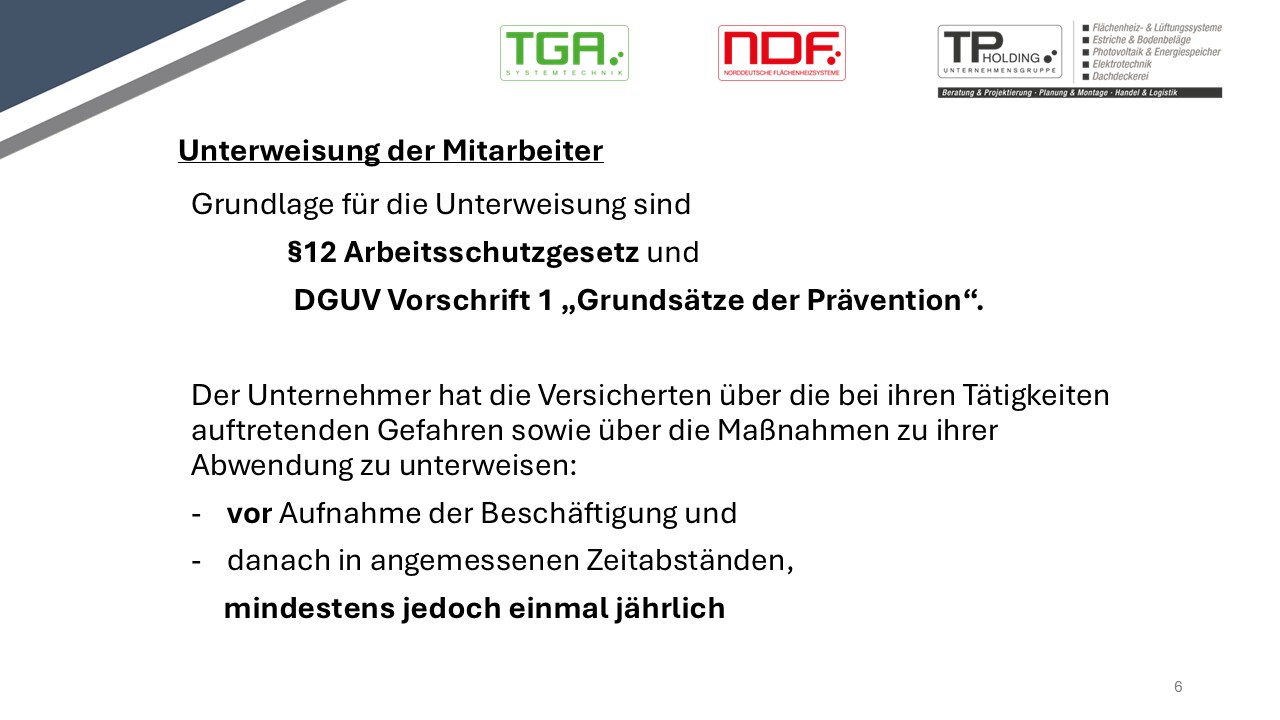 TGA
SYSTEMTECHNIK
NDF
NORDDEUTSCHE FLÄCHENHEIZSYSTEME
TP HOLDING
UNTERNEHMENSGRUPPE
Flächenheiz- & Lüftungssysteme
Estriche & Bodenbeläge
Photovoltaik & Energiespeicher
Elektrotechnik
Dachdeckerei
Beratung & Projektierung · Planung & Montage · Handel & Logistik
Unterweisung der Mitarbeiter
Grundlage für die Unterweisung sind
§12 Arbeitsschutzgesetz und
DGUV Vorschrift 1 „Grundsätze der Prävention“.
Der Unternehmer hat die Versicherten über die bei ihren Tätigkeiten
auftretenden Gefahren sowie über die Maßnahmen zu ihrer
Abwendung zu unterweisen:
- vor Aufnahme der Beschäftigung und
- danach in angemessenen Zeitabständen,
mindestens jedoch einmal jährlich
6